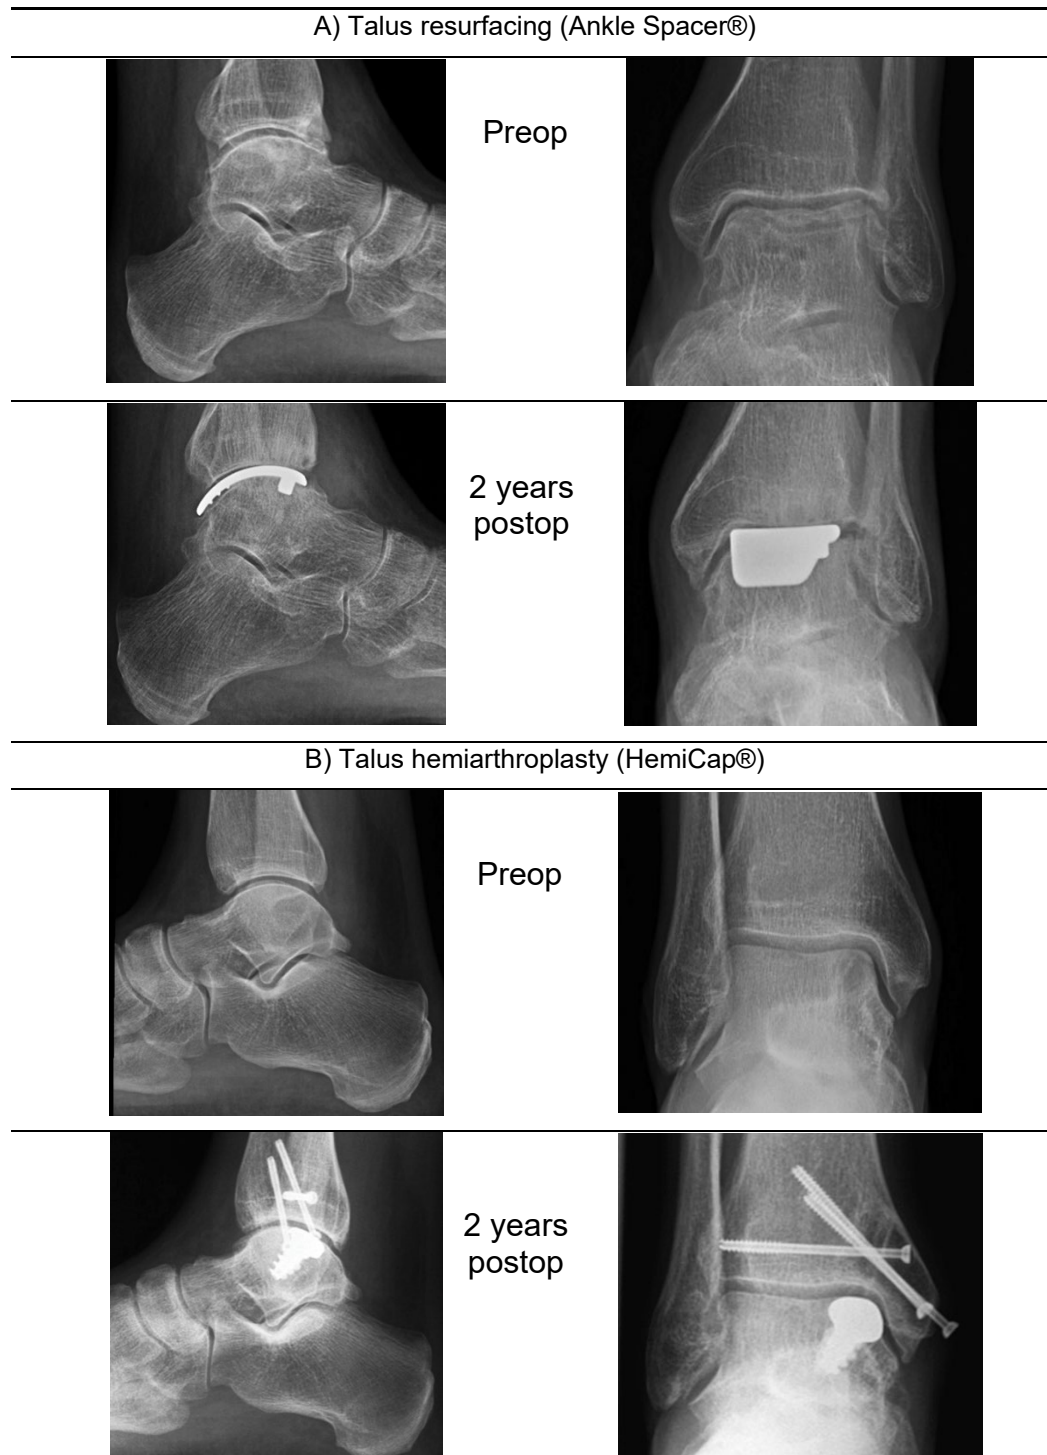 A) Talus resurfacing (Ankle Spacer®)
Preop
2 years
postop
B) Talus hemiarthroplasty (HemiCap®)
Preop
2 years
postop